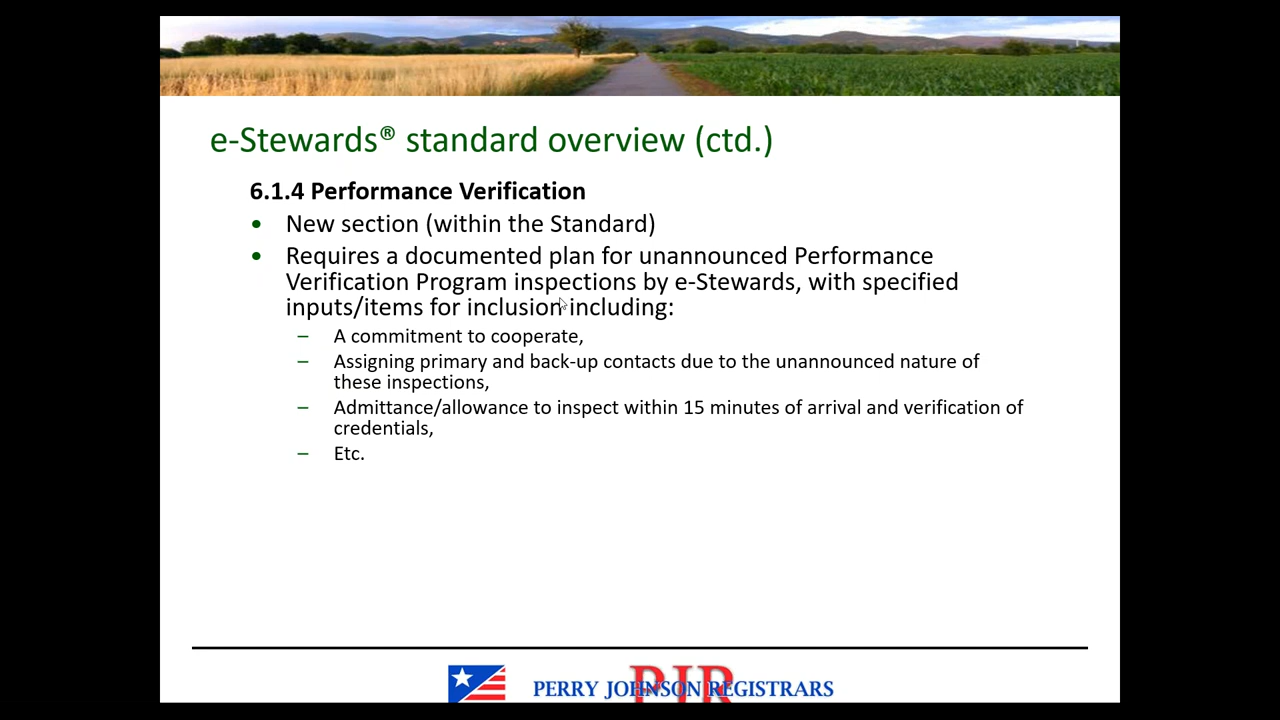 e-Stewards® standard overview (ctd.)
6.1.4 Performance Verification
• New section (within the Standard)
• Requires a documented plan for unannounced Performance
Verification Program inspections by e-Stewards, with specified
inputs/items for inclusion including:
– A commitment to cooperate,
– Assigning primary and back-up contacts due to the unannounced nature of
these inspections,
– Admittance/allowance to inspect within 15 minutes of arrival and verification of
credentials,
– Etc.
PJR
PERRY JOHNSON REGISTRARS